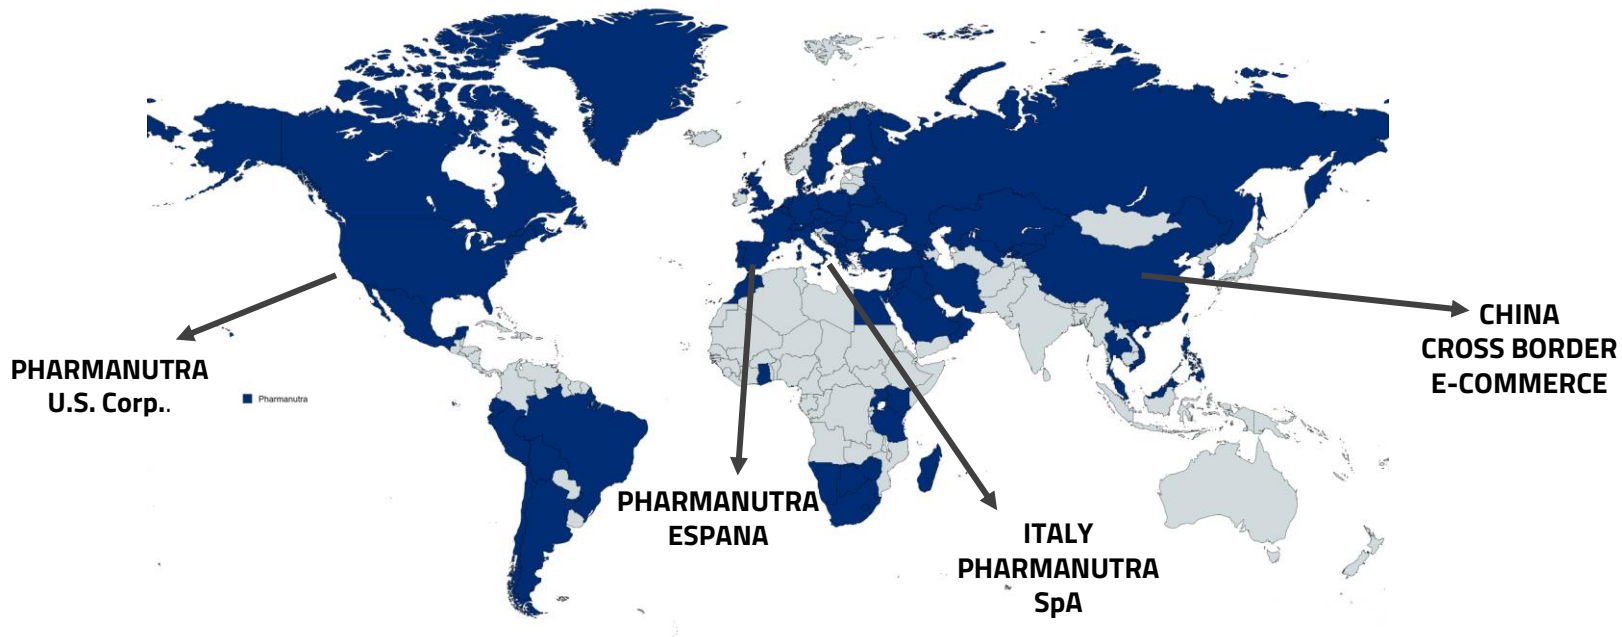 PHARMANUTRA
U.S. Corp..
Pharmanutra
PHARMANUTRA
ESPANA
ITALY
PHARMANUTRA
SpA
CHINA
CROSS BORDER
E-COMMERCE